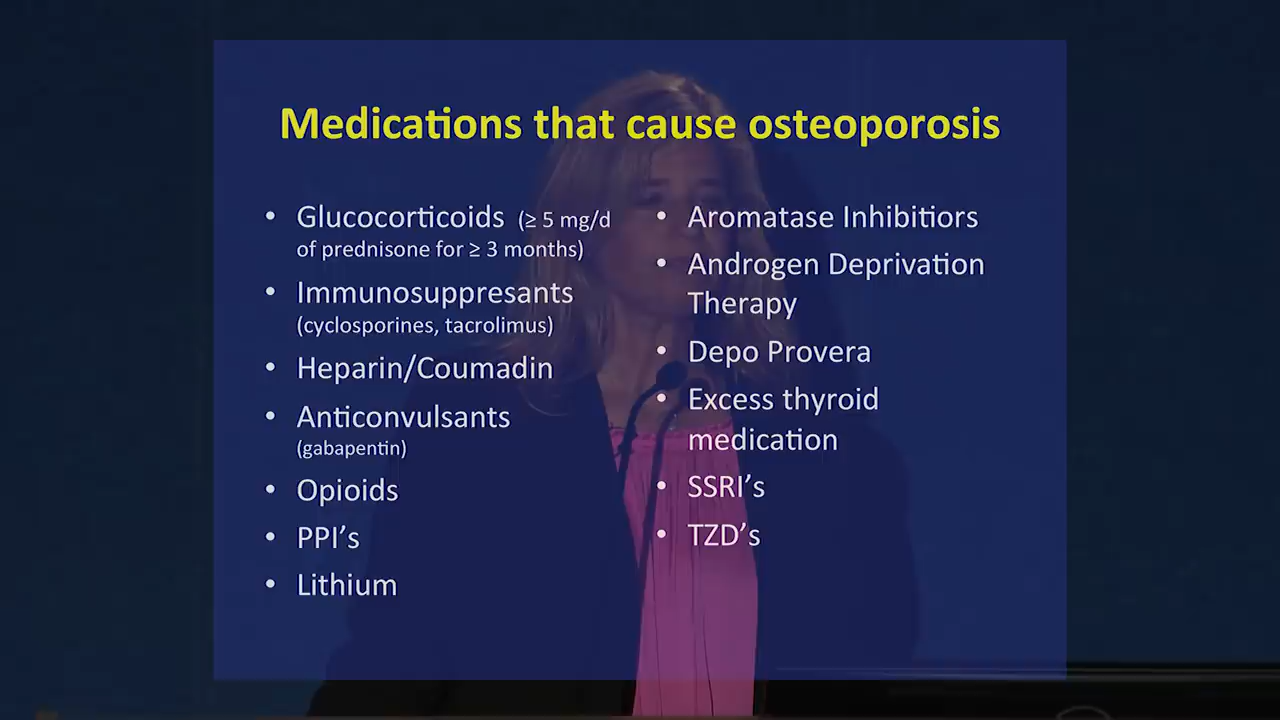 Medications that cause osteoporosis
• Glucocorticoids (≥ 5 mg/d
of prednisone for ≥ 3 months)
• Immunosuppresants
(cyclosporines, tacrolimus)
• Heparin/Coumadin
• Anticonvulsants
(gabapentin)
• Opioids
• PPI’s
• Lithium
• Aromatase Inhibitiors
• Androgen Deprivation
Therapy
• Depo Provera
• Excess thyroid
medication
• SSRI’s
• TZD’s